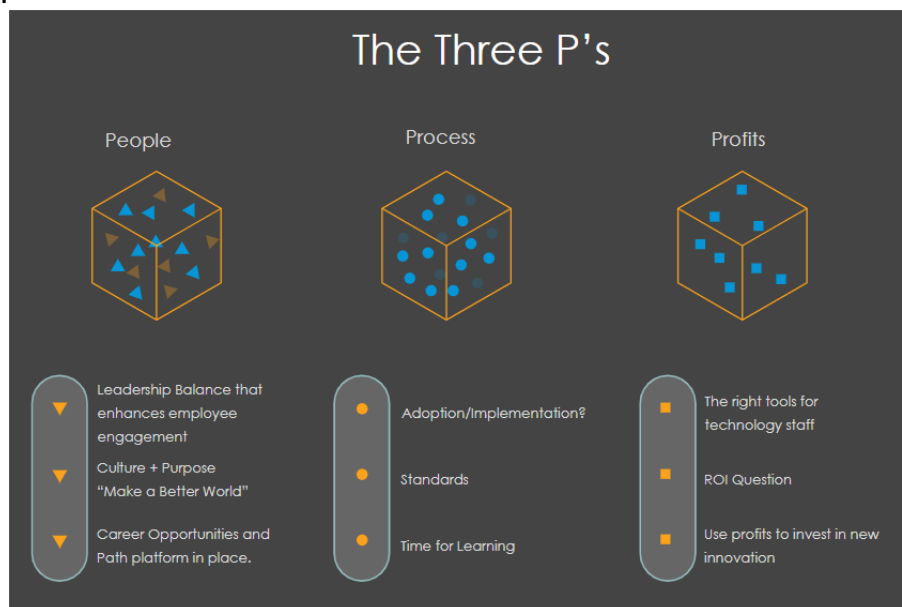 The Three P’s
People
Process
Profits
Leadership Balance that
enhances employee
engagement
Culture + Purpose
“Make a Better World”
Career Opportunities and
Path platform in place.
Adoption/Implementation?
Standards
Time for Learning
The right tools for
technology staff
ROI Question
Use profits to invest in new
innovation